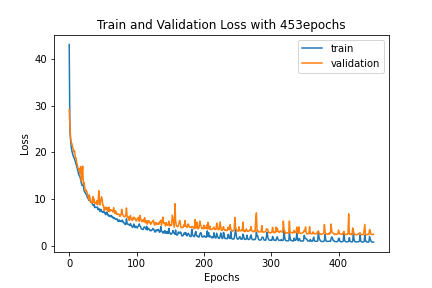 Train and Validation Loss with 453epochs
train
validation
Loss
40
30
20
10
0
0
100
200
300
400
Epochs